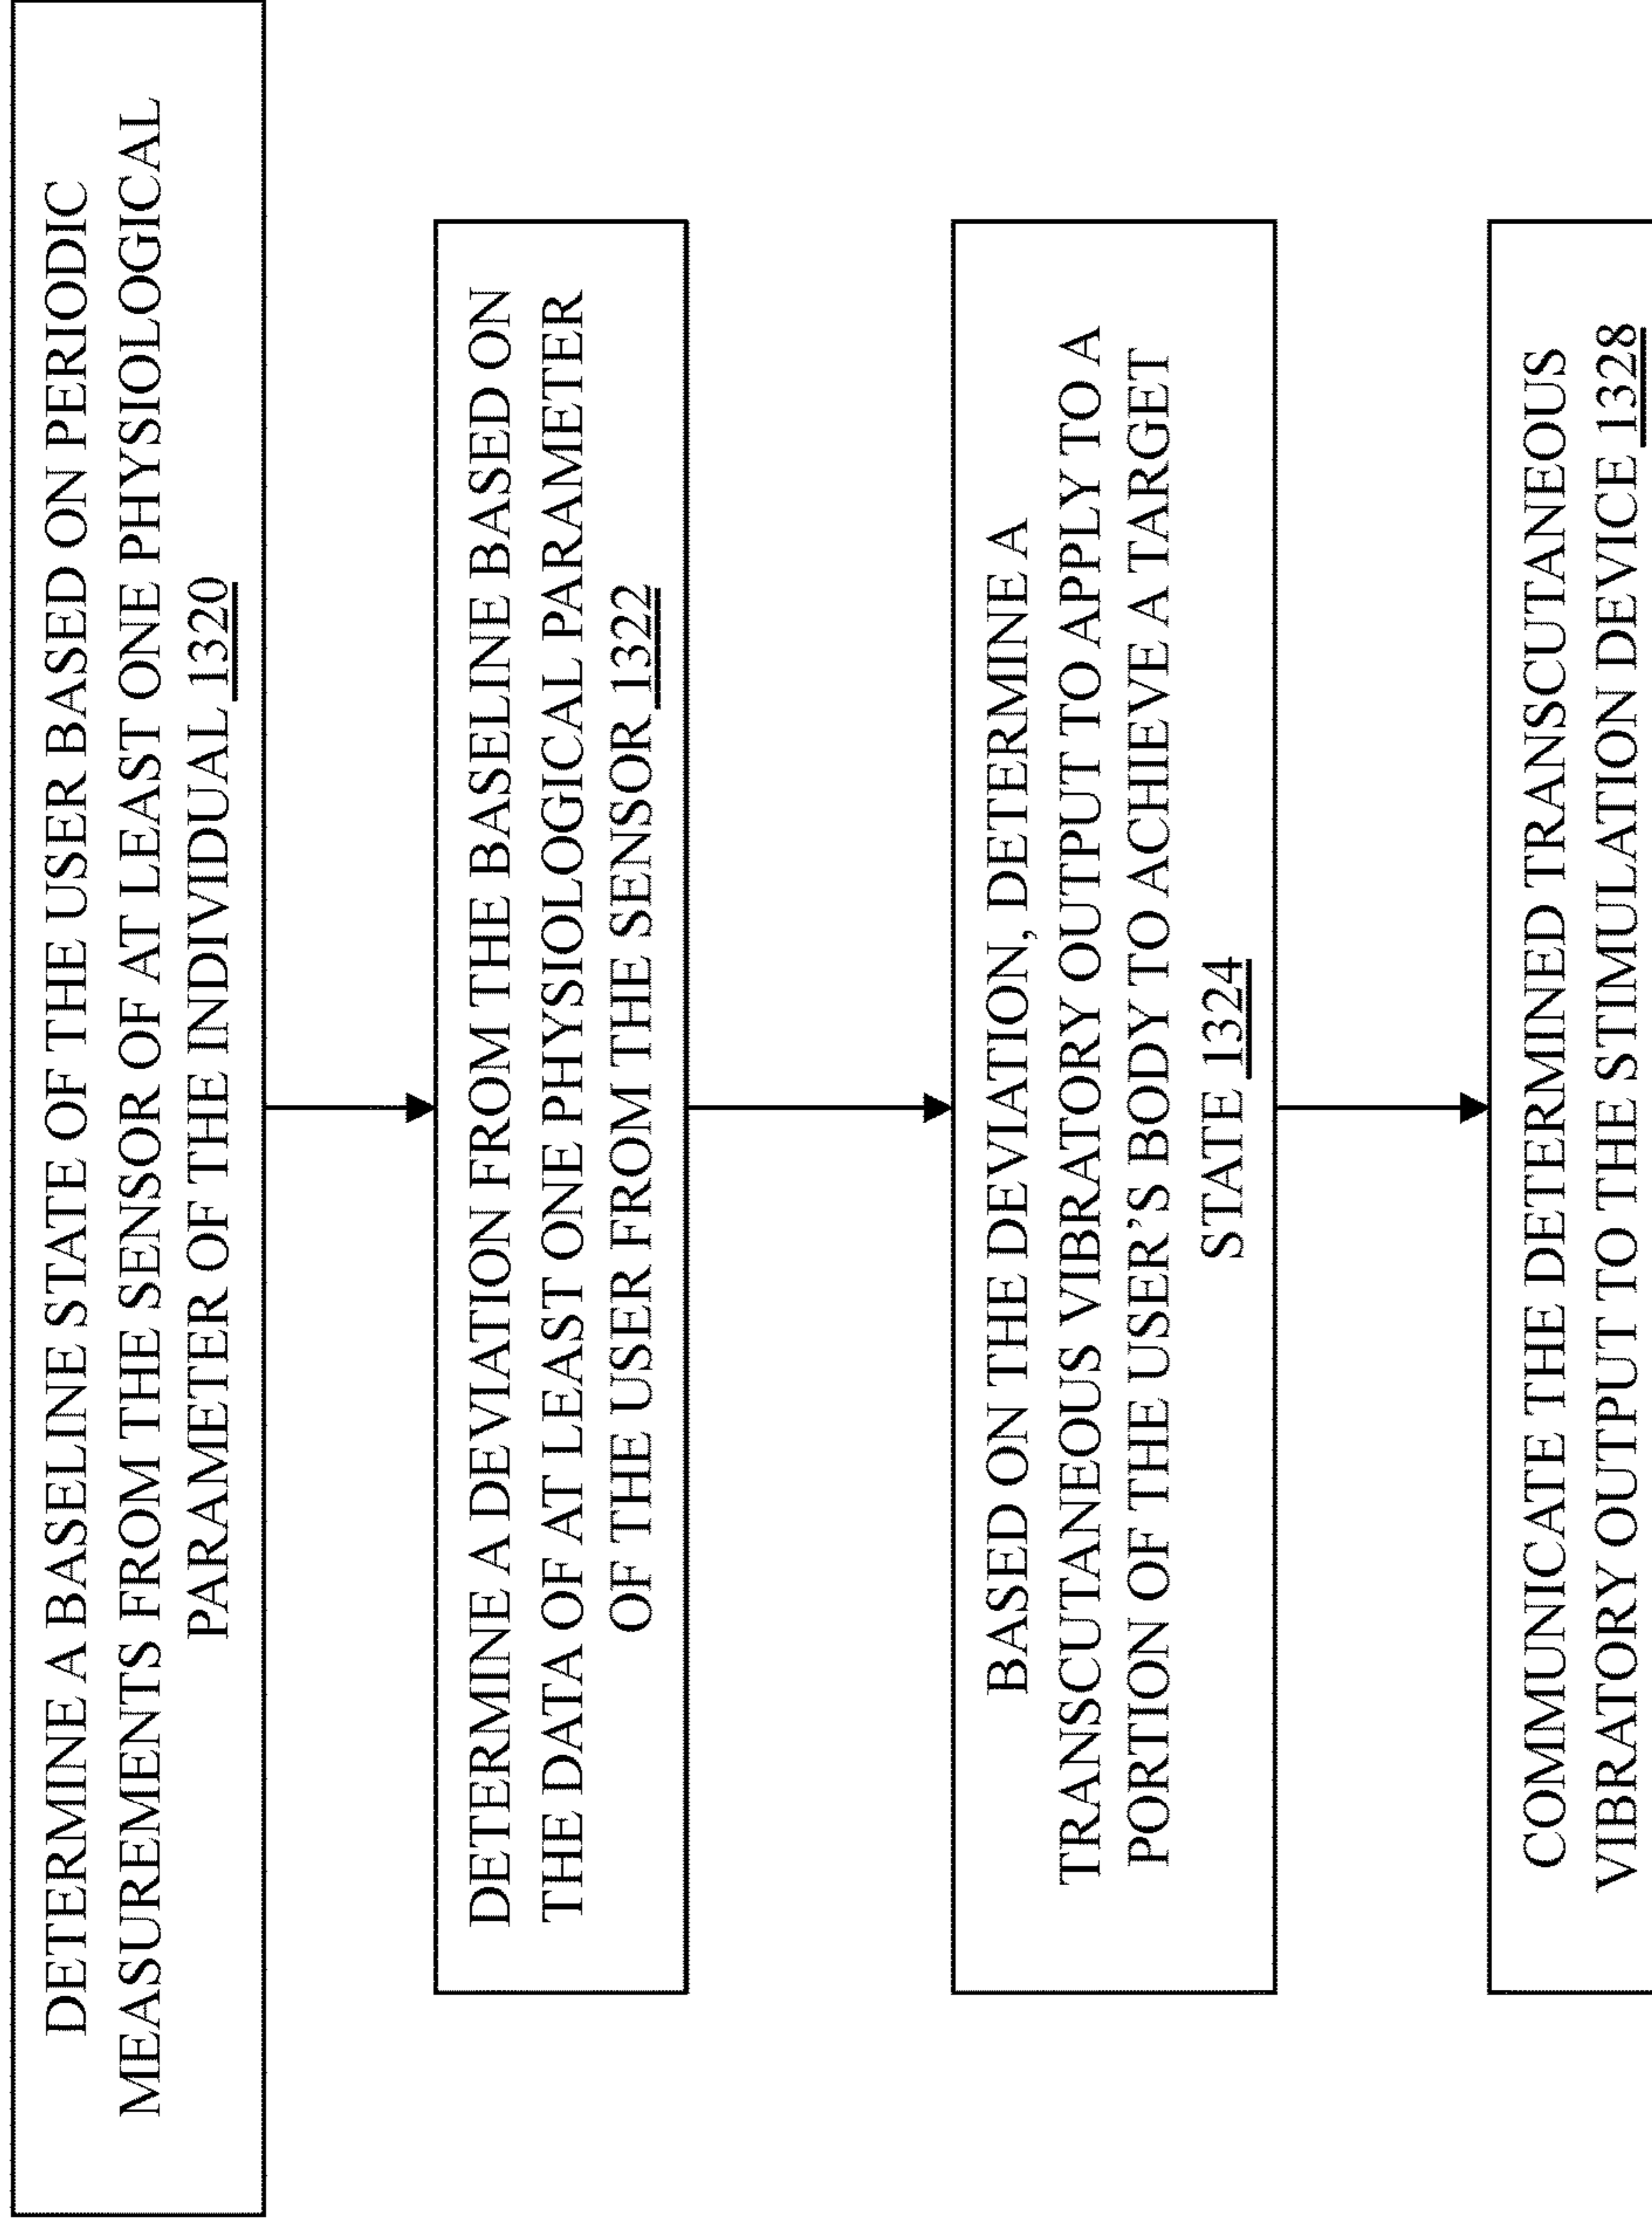 DETERMINE A BASELINE STATE OF THE USER BASED ON PERIODIC
MEASUREMENTS FROM THE SENSOR OF AT LEAST ONE PHYSIOLOGICAL
PARAMETER OF THE INDIVIDUAL 1320
DETERMINE A DEVIATION FROM THE BASELINE BASED ON
THE DATA OF AT LEAST ONE PHYSIOLOGICAL PARAMETER
OF THE USER FROM THE SENSOR 1322
BASED ON THE DEVIATION, DETERMINE A
TRANSCUTANEOUS VIBRATORY OUTPUT TO APPLY TO A
PORTION OF THE USER'S BODY TO ACHIEVE A TARGET
STATE 1324
COMMUNICATE THE DETERMINED TRANSCUTANEOUS
VIBRATORY OUTPUT TO THE STIMULATION DEVICE 1328